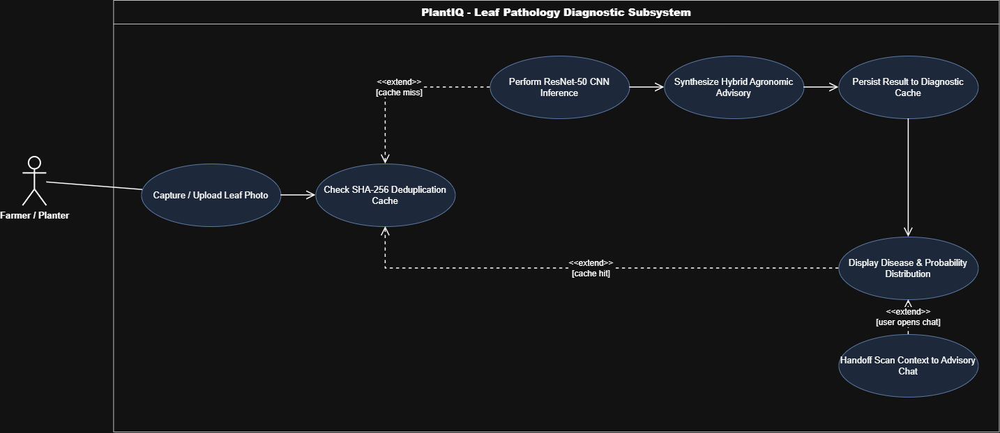 PlantIQ - Leaf Pathology Diagnostic Subsystem
<<extend>>
[cache miss]
Perform ResNet-50 CNN
Inference
Synthesize Hybrid Agronomic
Advisory
Persist Result to Diagnostic
Cache
Farmer / Planter
Capture / Upload Leaf Photo
Check SHA-256 Deduplication
Cache
<<extend>>
[cache hit]
Display Disease & Probability
Distribution
<<extend>>
[user opens chat]
Handoff Scan Context to Advisory
Chat